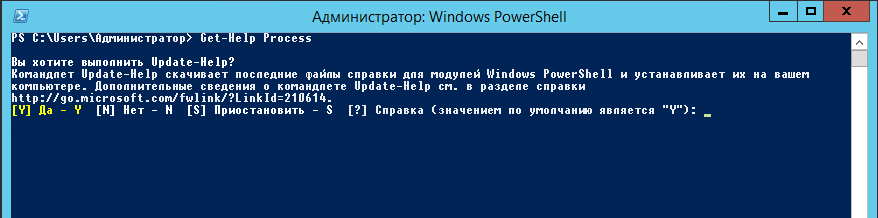 Администратор: Windows PowerShell
PS C:\Users\Администратор> Get-Help Process
Вы хотите выполнить Update-Help?
Командлет Update-Help скачивает последние файлы справки для модулей Windows PowerShell и устанавливает их на вашем
компьютере. Дополнительные сведения о командлете Update-Help см. в разделе справки
http://go.microsoft.com/fwlink/?LinkId=210614.
[Y] Да - Y  [N] Нет - N  [S] Приостановить - S  [?] Справка (значением по умолчанию является "Y"): _